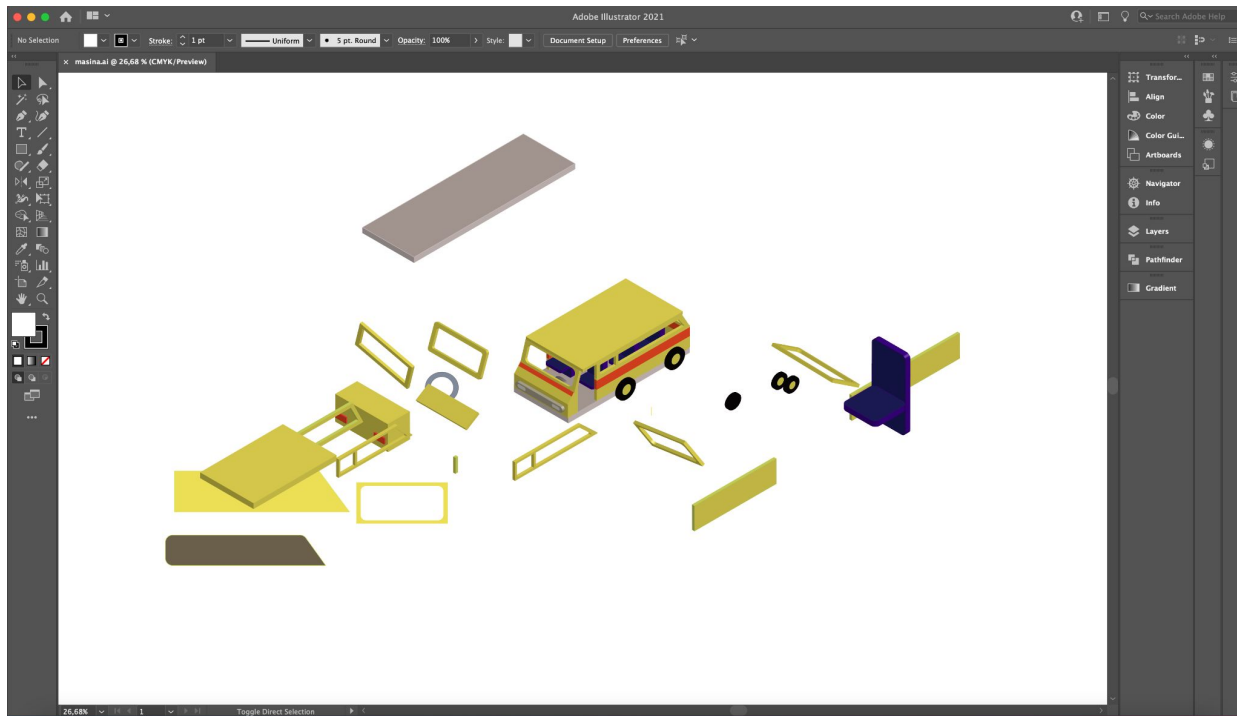 Adobe Illustrator 2021
Search Adobe Help
No Selection
Stroke: 1 pt
Uniform
5 pt. Round
Opacity: 100%
Style:
Document Setup
Preferences
× masina.ai @ 26,68 % (CMYK/Preview)
Transfor...
Align
Color
Color Gui...
Artboards
Navigator
Info
Layers
Pathfinder
Gradient
26,68%
1
Toggle Direct Selection